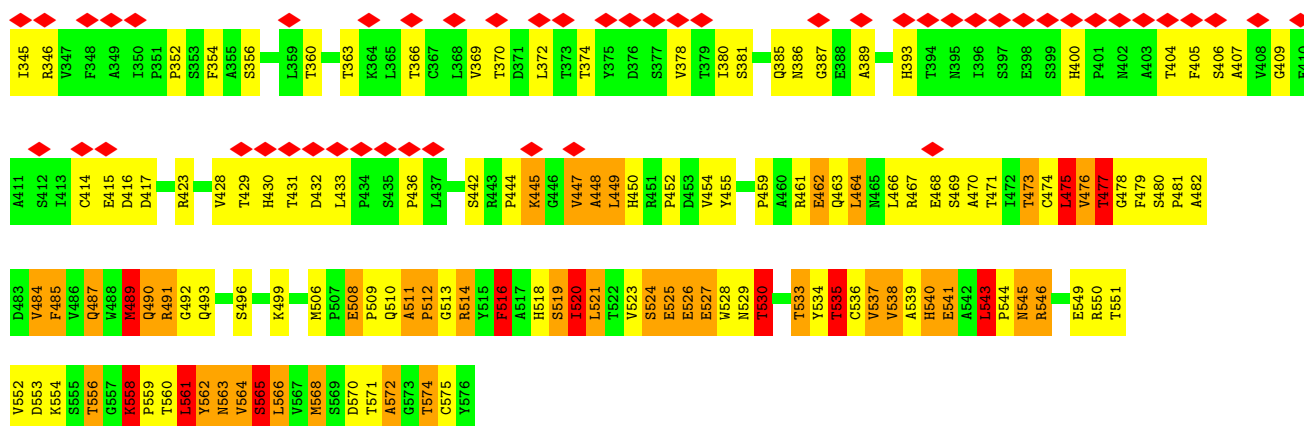 I345 R346 V347 F348 A349 I350 P351 P352 S353 F354 A355 S356 L359 T360 T363 K364 L365 T366 C367 L368 V369 T370 D371 L372 T373 T374 Y375 D376 S377 V378 T379 I380 S381 Q385 N386 G387 E388 A389 H393 T394 N395 I396 S397 E398 S399 H400 P401 N402 A403 T404 F405 S406 A407 V408 G409 E410
A411 S412 I413 C414 E415 D416 D417 R423 V428 T429 H430 T431 D432 L433 P434 S435 P436 L437 S442 R443 P444 K445 G446 V447 A448 L449 H450 R451 P452 D453 V454 Y455 P459 A460 R461 E462 Q463 L464 N465 L466 R467 E468 S469 A470 T471 I472 T473 C474 L475 V476 T477 G478 F479 S480 P481 A482
D483 V484 F485 V486 Q487 W488 M489 Q490 R491 G492 Q493 S496 K499 M506 P507 E508 P509 Q510 A511 P512 G513 R514 Y515 F516 A517 H518 S519 I520 L521 T522 V523 S524 E525 E526 E527 W528 N529 T530 T533 Y534 T535 C536 V537 V538 A539 H540 E541 A542 L543 P544 N545 R546 E549 R550 T551
V552 D553 K554 S555 T556 G557 K558 P559 T560 L561 Y562 N563 V564 S565 L566 V567 M568 S569 D570 T571 A572 G573 T574 C575 Y576